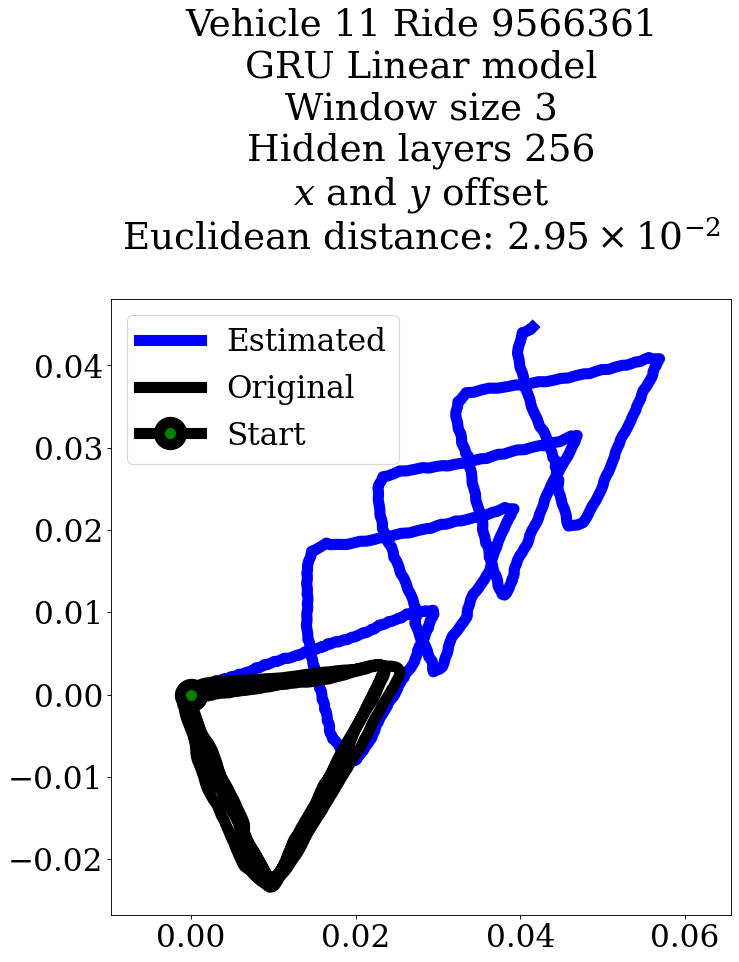 Vehicle 11 Ride 9566361
GRU Linear model
Window size 3
Hidden layers 256
x and y offset
Euclidean distance: 2.95 × 10⁻²
Estimated
Original
Start
0.04
0.03
0.02
0.01
0.00
−0.01
−0.02
0.00 0.02 0.04 0.06